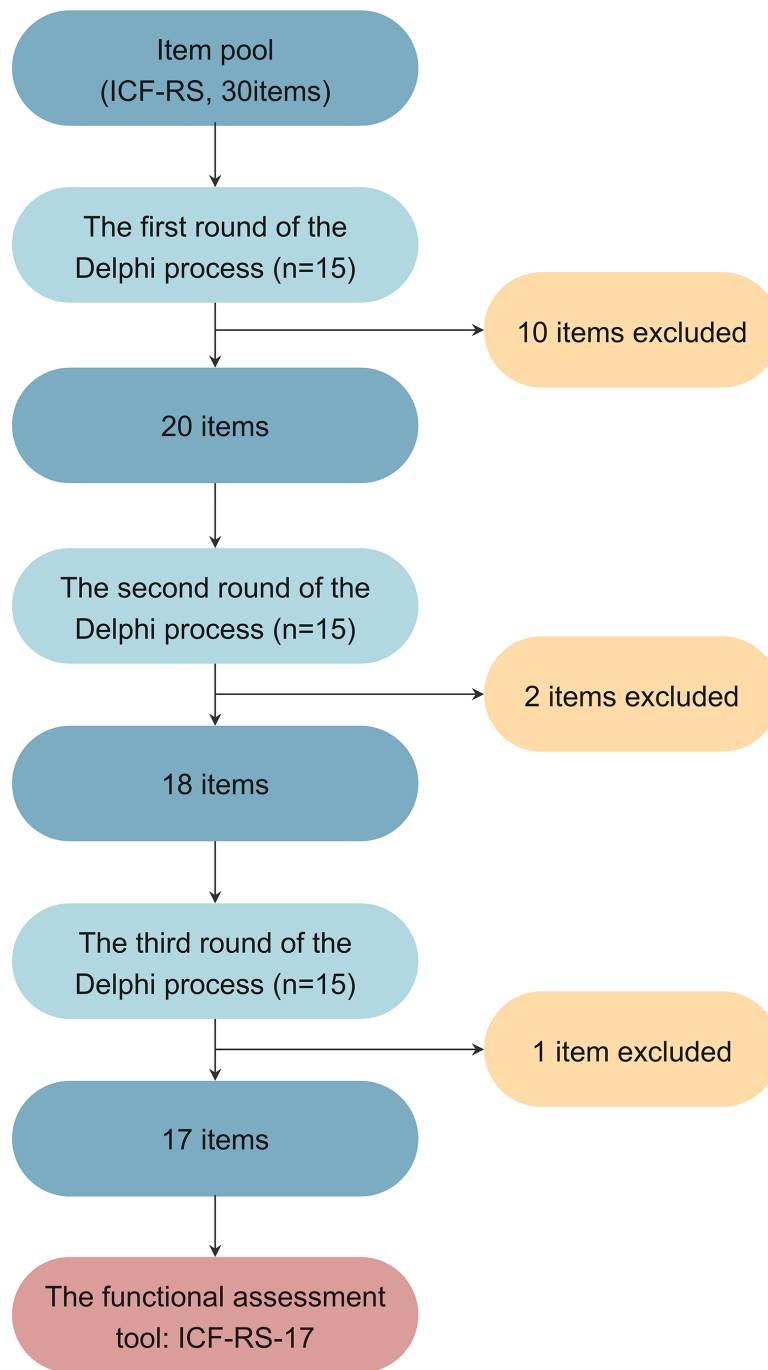 Item pool
(ICF-RS, 30items)
The first round of the
Delphi process (n=15)
10 items excluded
20 items
The second round of the
Delphi process (n=15)
2 items excluded
18 items
The third round of the
Delphi process (n=15)
1 item excluded
17 items
The functional assessment
tool: ICF-RS-17